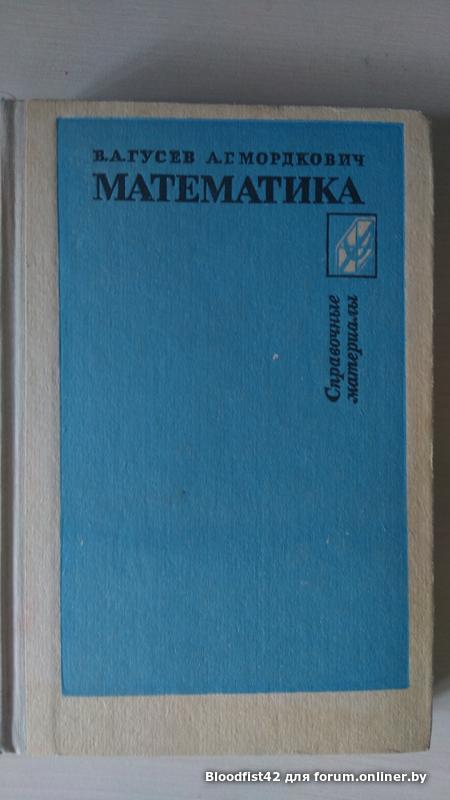 В.А.ГУСЕВ А.Г.МОРДКОВИЧ
МАТЕМАТИКА
Справочные
материалы
Bloodfist42 для forum.onliner.by